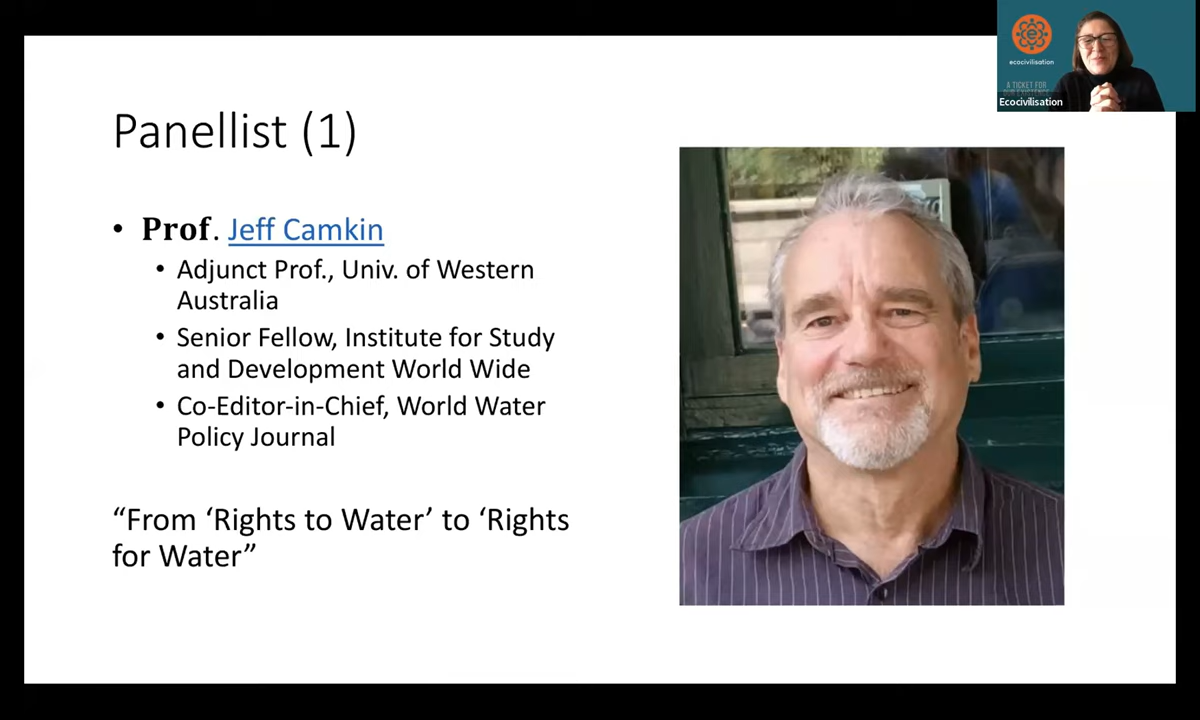 Panellist (1)
• Prof. Jeff Camkin
• Adjunct Prof., Univ. of Western
Australia
• Senior Fellow, Institute for Study
and Development World Wide
• Co-Editor-in-Chief, World Water
Policy Journal
“From ‘Rights to Water’ to ‘Rights
for Water”
e
ecocivilisation
A TICKET FOR
Ecocivilisation